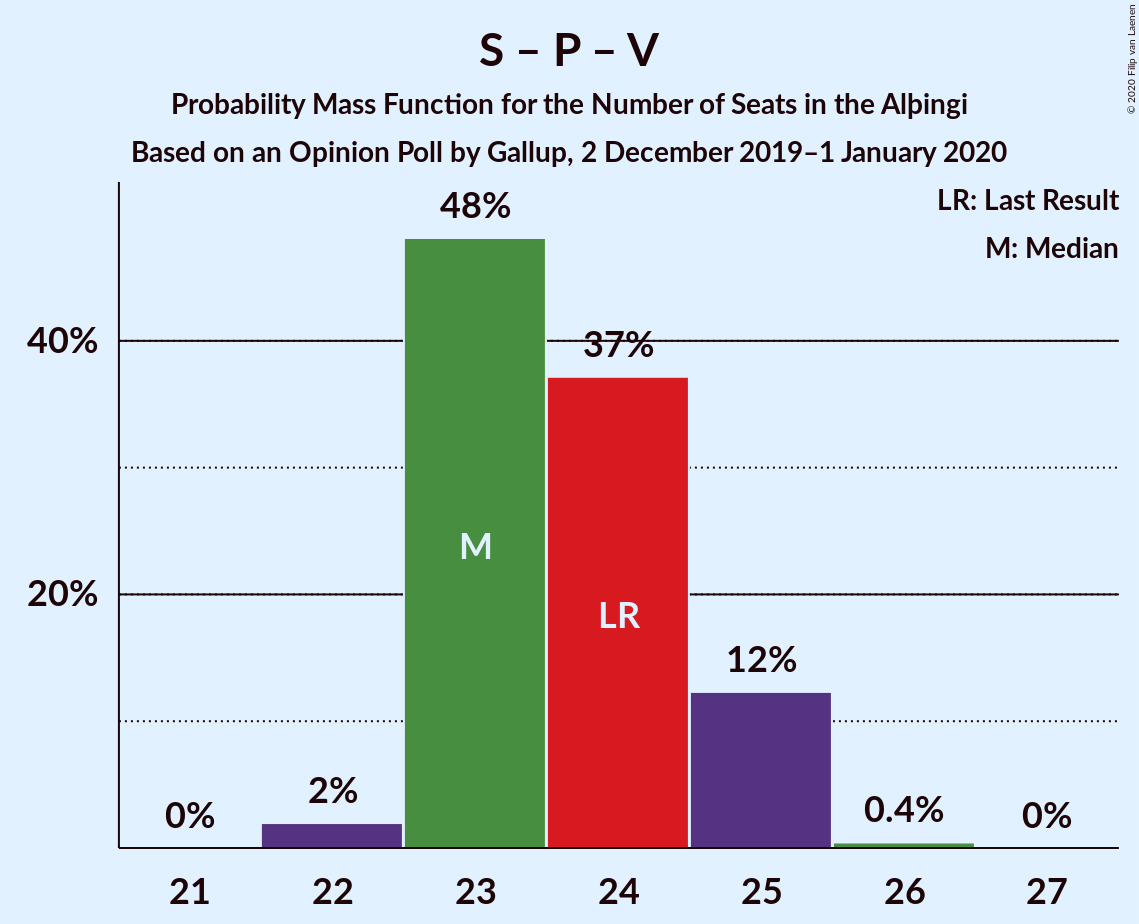 S – P – V
Probability Mass Function for the Number of Seats in the Alþingi
Based on an Opinion Poll by Gallup, 2 December 2019–1 January 2020
© 2020 Filip van Laenen
LR: Last Result
M: Median
48%
40%
37%
M
20%
LR
12%
2%
0%
0.4%
0%
21 22 23 24 25 26 27